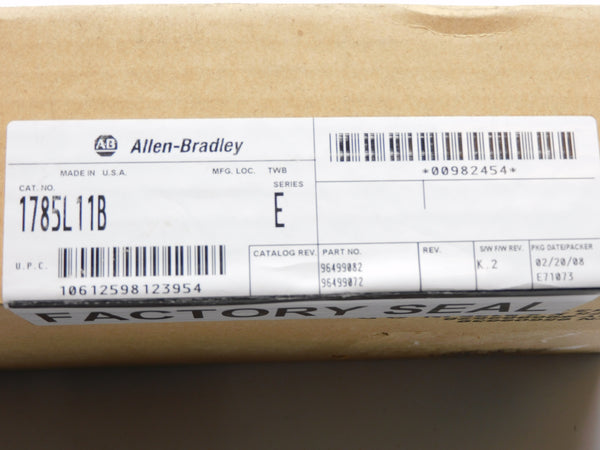 AB Allen-Bradley
*00982454*
MADE IN U.S.A. MFG. LOC. TWB
CAT. NO. SERIES
1785L11B E
U.P.C.
10612598123954
CATALOG REV. PART NO. REV. S/W F/W REV. PKG DATE/PACKER
96499082 K.2 02/20/08
96499072 E71073
FACTORY SEAL